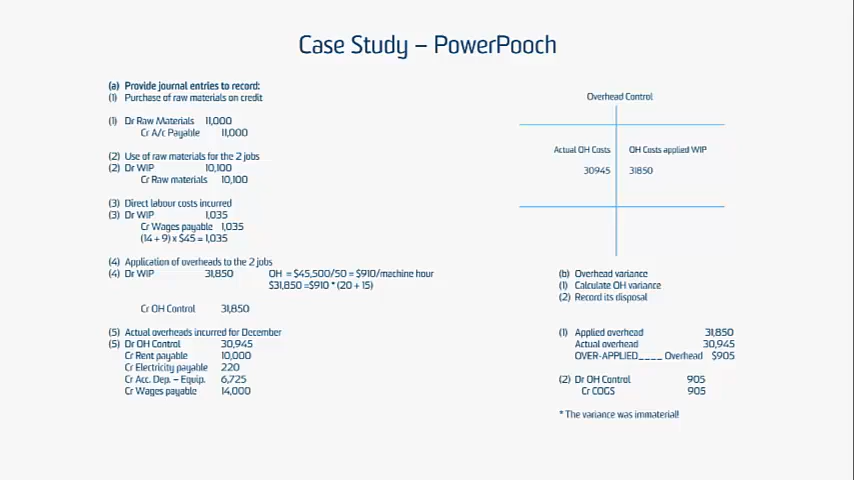 Case Study – PowerPooch
(a) Provide journal entries to record:
(1) Purchase of raw materials on credit
(1) Dr Raw Materials 11,000
Cr A/c Payable 11,000
(2) Use of raw materials for the 2 jobs
(2) Dr WIP 10,100
Cr Raw materials 10,100
(3) Direct labour costs incurred
(3) Dr WIP 1,035
Cr Wages payable 1,035
(14 + 9) x $45 = 1,035
(4) Application of overheads to the 2 jobs
(4) Dr WIP 31,850 OH = $45,500/50 = $910/machine hour
$31,850 =$910 * (20 + 15)
Cr OH Control 31,850
(5) Actual overheads incurred for December
(5) Dr OH Control 30,945
Cr Rent payable 10,000
Cr Electricity payable 220
Cr Acc. Dep. – Equip. 6,725
Cr Wages payable 14,000
Overhead Control
Actual OH Costs OH Costs applied WIP
30945 31850
(b) Overhead variance
(1) Calculate OH variance
(2) Record its disposal
(1) Applied overhead 31,850
Actual overhead 30,945
OVER-APPLIED____ Overhead $905
(2) Dr OH Control 905
Cr COGS 905
* The variance was immaterial!